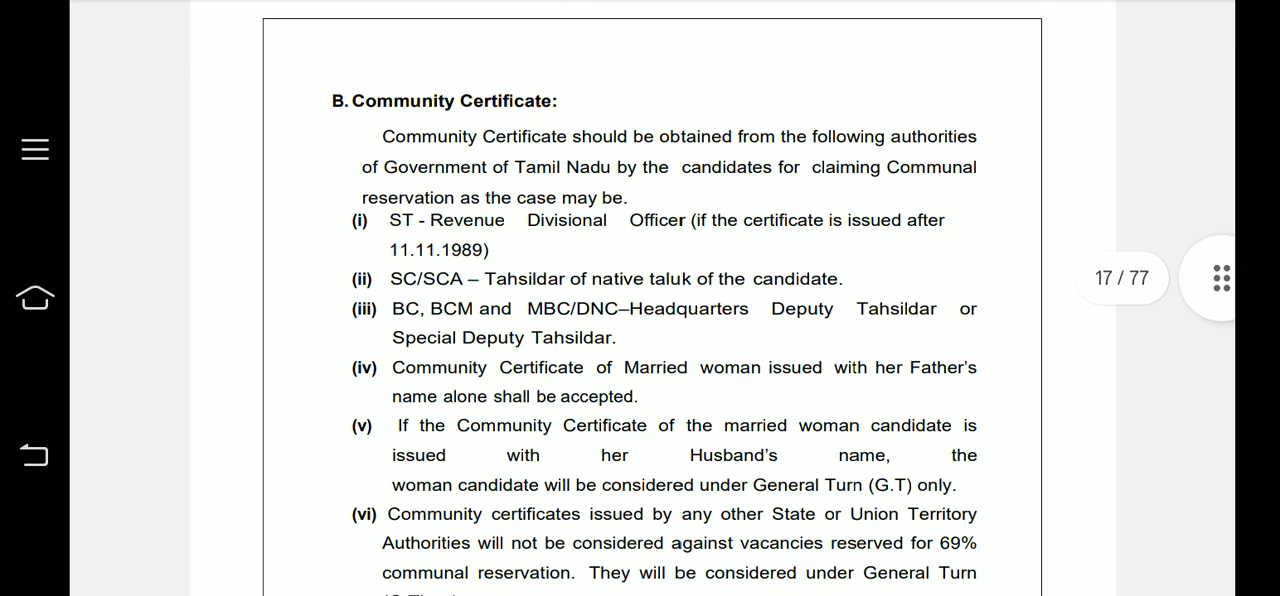 B. Community Certificate:
Community Certificate should be obtained from the following authorities
of Government of Tamil Nadu by the candidates for claiming Communal
reservation as the case may be.
(i) ST - Revenue Divisional Officer (if the certificate is issued after
11.11.1989)
(ii) SC/SCA – Tahsildar of native taluk of the candidate.
(iii) BC, BCM and MBC/DNC–Headquarters Deputy Tahsildar or
Special Deputy Tahsildar.
(iv) Community Certificate of Married woman issued with her Father's
name alone shall be accepted.
(v) If the Community Certificate of the married woman candidate is
issued with her Husband's name, the
woman candidate will be considered under General Turn (G.T) only.
(vi) Community certificates issued by any other State or Union Territory
Authorities will not be considered against vacancies reserved for 69%
communal reservation. They will be considered under General Turn
17 / 77